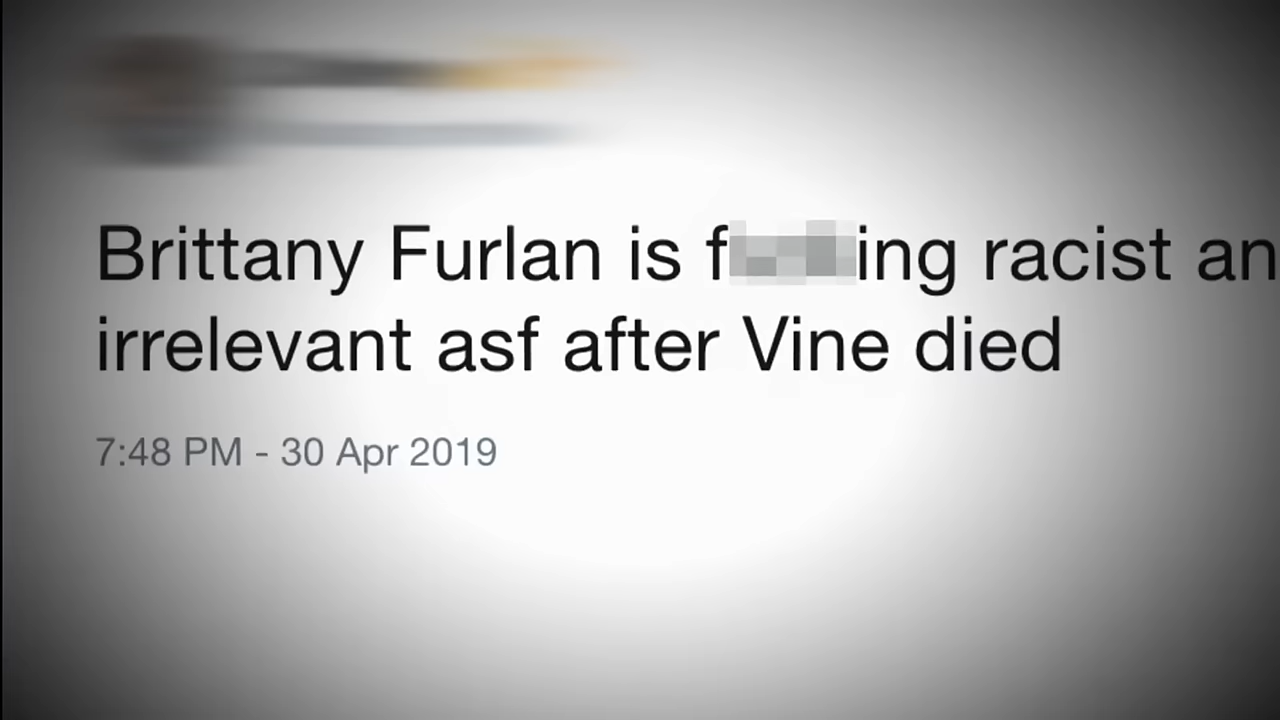 Brittany Furlan is f ing racist an
irrelevant asf after Vine died
7:48 PM - 30 Apr 2019